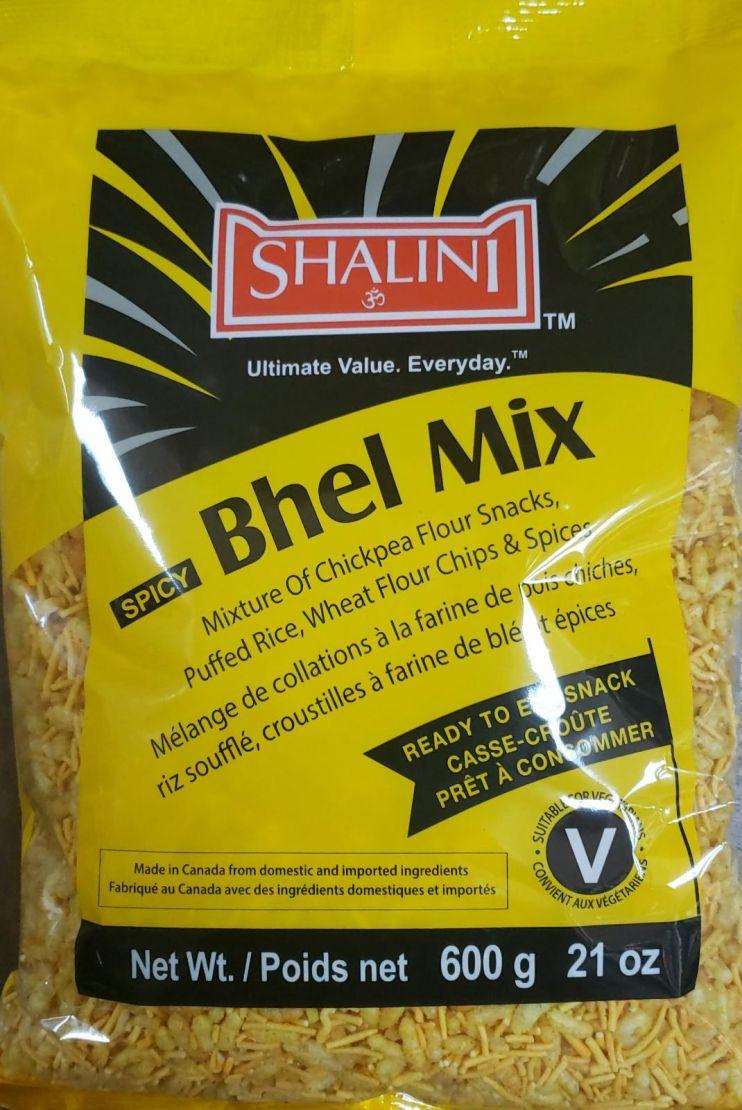 SHALINI
ॐ
TM
Ultimate Value. Everyday.™
SPICY Bhel Mix
Mixture Of Chickpea Flour Snacks,
Puffed Rice, Wheat Flour Chips & Spices
Mélange de collations à la farine de pois chiches,
riz soufflé, croustilles à farine de blé et épices
READY TO EAT SNACK
CASSE-CROÛTE
PRÊT À CONSOMMER
SUITABLE FOR VEGETARIANS
V
CONVIENT AUX VÉGÉTARIENS
Made in Canada from domestic and imported ingredients
Fabriqué au Canada avec des ingrédients domestiques et importés
Net Wt. / Poids net 600 g 21 oz